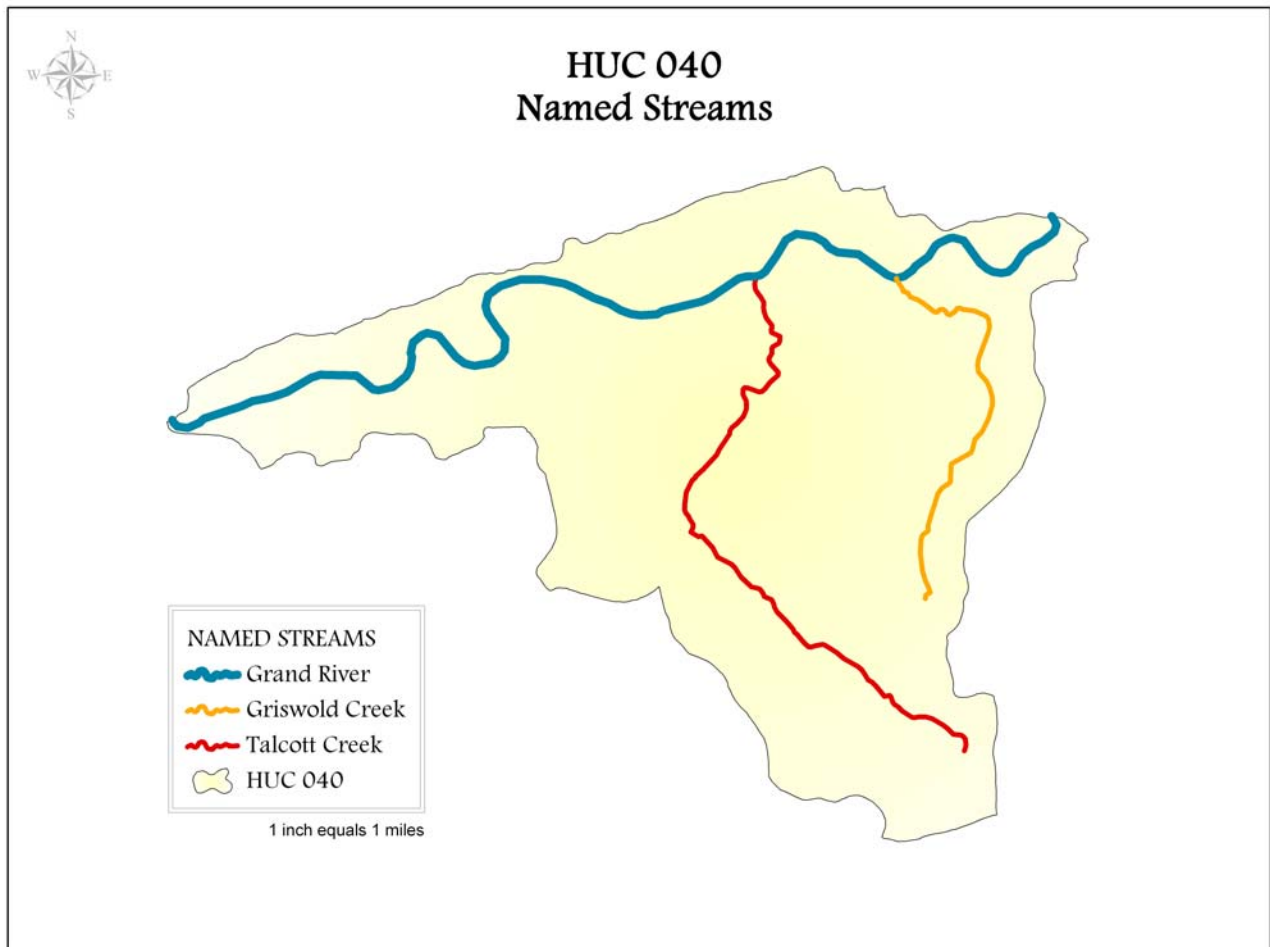 N
W E
S
HUC 040
Named Streams
NAMED STREAMS
Grand River
Griswold Creek
Talcott Creek
HUC 040
1 inch equals 1 miles